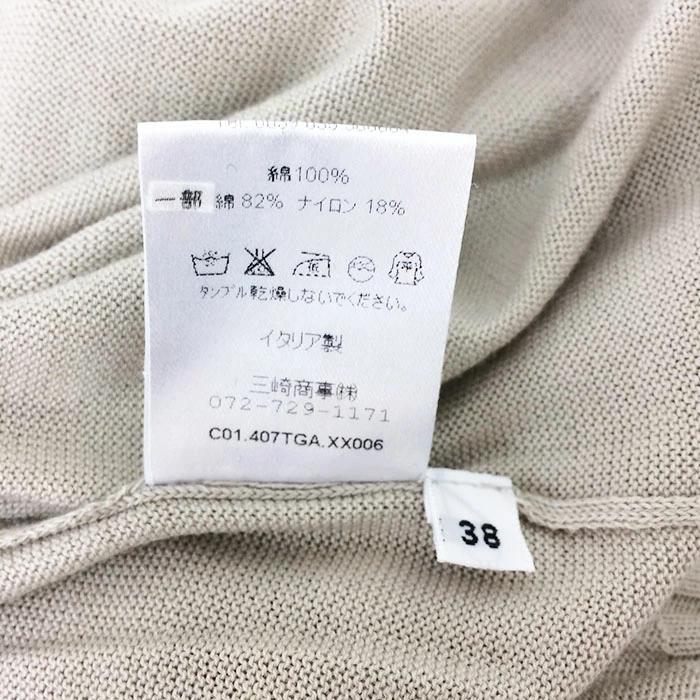 綿100%
一部 綿82% ナイロン 18%
タンブル乾燥しないでください。
イタリア製
三崎商事㈱
072-729-1171
C01.407TGA.XX006
38